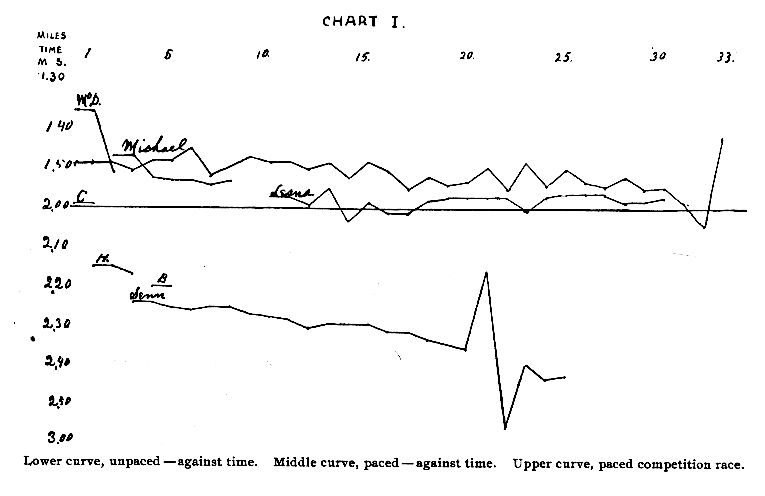 CHART I.
MILES
TIME 1 5 10. 15. 20. 25. 30 33.
M S.
1.30
McD.
1 40
Michael
1,50
Lesna
C
2,00
2,10
H.
B
2,20
Senn
2,30
2,40
2,50
3,00
Lower curve, unpaced — against time. Middle curve, paced — against time. Upper curve, paced competition race.